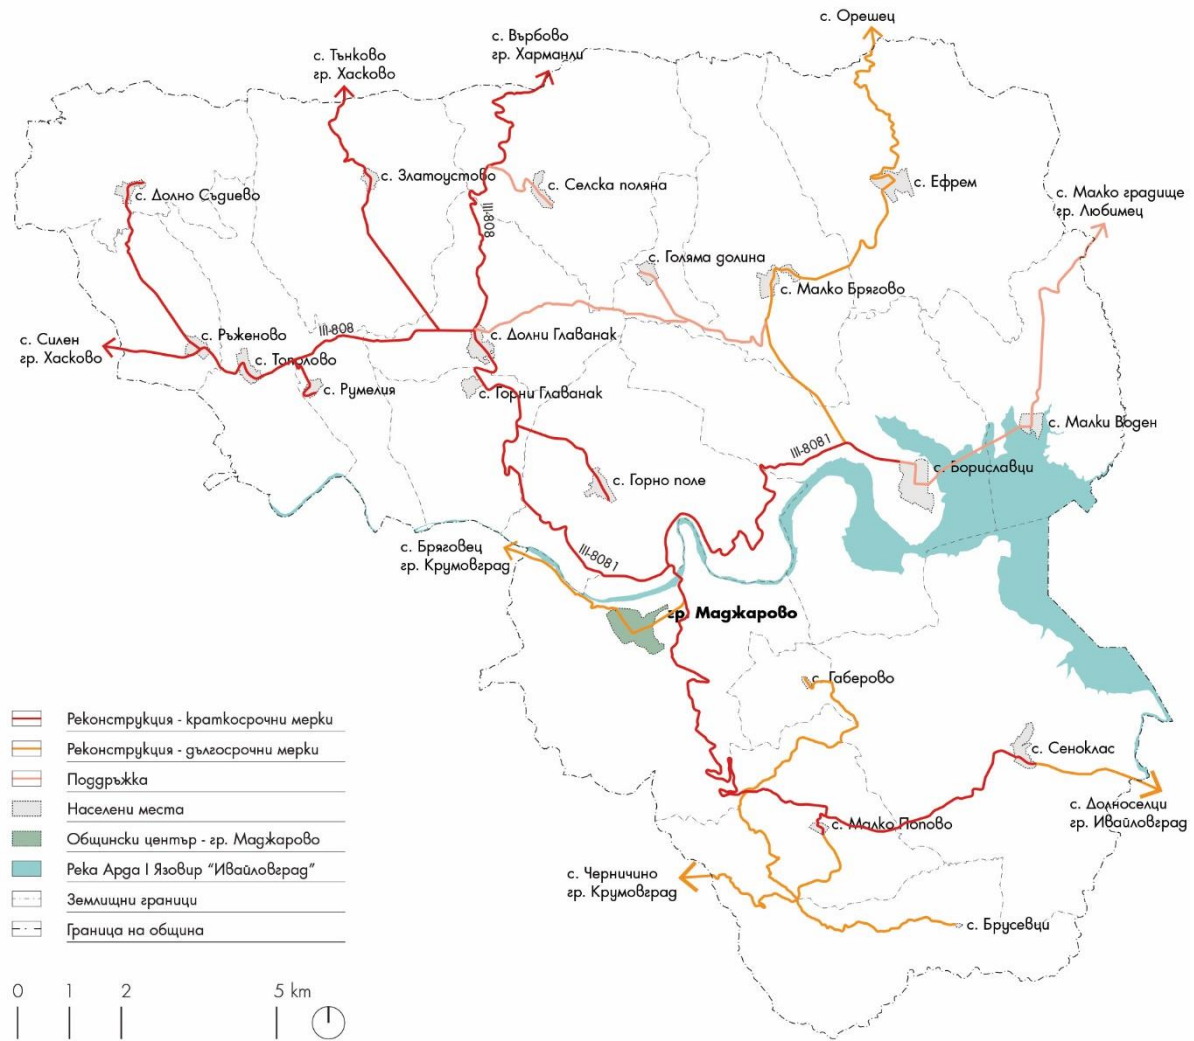 с. Орешец
с. Върбово
гр. Харманли
с. Тънково
гр. Хасково
с. Долно Съдиево
с. Златоустово
с. Селска поляна
с. Ефрем
с. Малко градище
гр. Любимец
III-808
с. Голяма долина
с. Малко Брягово
с. Силен
гр. Хасково
с. Ръженово
III-808
с. Долни Главанак
с. Тополово
с. Румелия
с. Горни Главанак
с. Малки Воден
III-8081
с. Бориславци
с. Горно поле
с. Бряговец
гр. Крумовград
III-8081
гр. Маджарово
с. Габерово
с. Сеноклас
с. Долноселци
гр. Ивайловград
с. Малко Попово
с. Черничино
гр. Крумовград
с. Брусевци
Реконструкция - краткосрочни мерки
Реконструкция - дългосрочни мерки
Поддръжка
Населени места
Общински център - гр. Маджарово
Река Арда I Язовир "Ивайловград"
Землищни граници
Граница на община
0 1 2 5 km